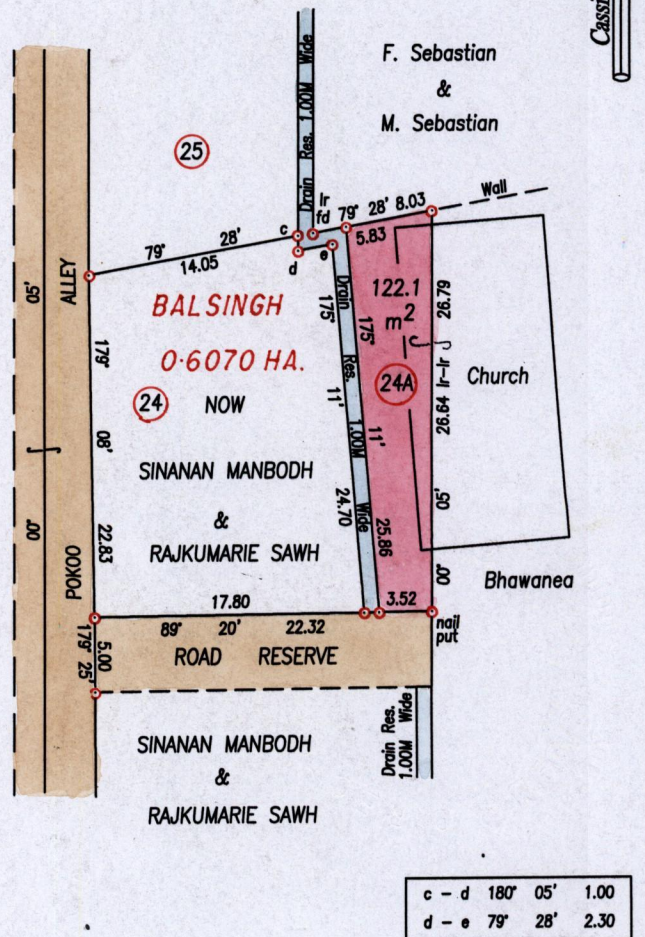 F. Sebastian
&
M. Sebastian
Drain Res. 1.00M Wide
25
Ir
fd
79° 28' 8.03
Wall
c
d
e
5.83
79° 28'
14.05
05'
ALLEY
BALSINGH
0·6070 HA.
24
NOW
SINANAN MANBODH
&
RAJKUMARIE SAWH
179° 08' 22.83
00°
POKOO
175° 11' 24.70
Drain Res. 1.00M Wide
175° 11' 25.86
122.1
m2
24A
26.79
26.64 Ir-Ir
00° 05'
Church
Bhawanea
17.80
3.52
nail
put
89° 20' 22.32
ROAD RESERVE
179° 25'
5.00
Drain Res.
1.00M Wide
SINANAN MANBODH
&
RAJKUMARIE SAWH
c - d 180° 05' 1.00
d - e 79° 28' 2.30